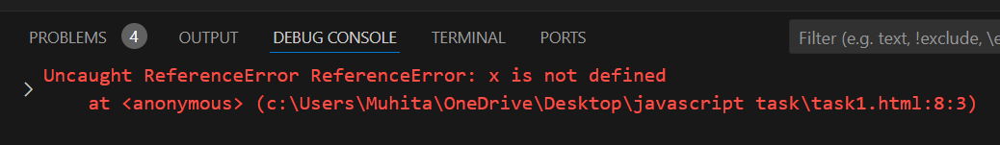 PROBLEMS 4 OUTPUT DEBUG CONSOLE TERMINAL PORTS Filter (e.g. text, !exclude, \e
Uncaught ReferenceError ReferenceError: x is not defined
at <anonymous> (c:\Users\Muhita\OneDrive\Desktop\javascript task\task1.html:8:3)